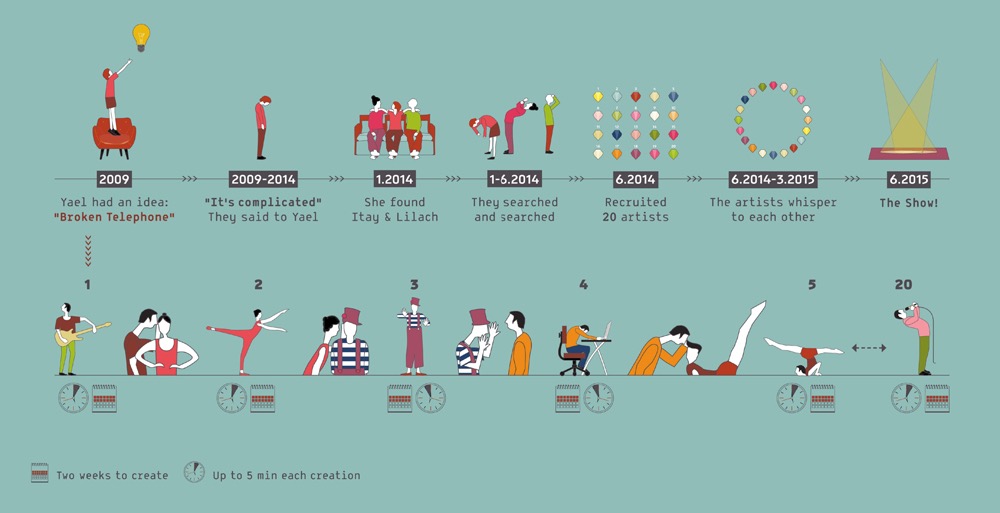 2009
Yael had an idea:
"Broken Telephone"
2009-2014
"It's complicated"
They said to Yael
1.2014
She found
Itay & Lilach
1-6.2014
They searched
and searched
6.2014
Recruited
20 artists
6.2014-3.2015
The artists whisper
to each other
6.2015
The Show!
1
2
3
4
5
20
Two weeks to create
Up to 5 min each creation